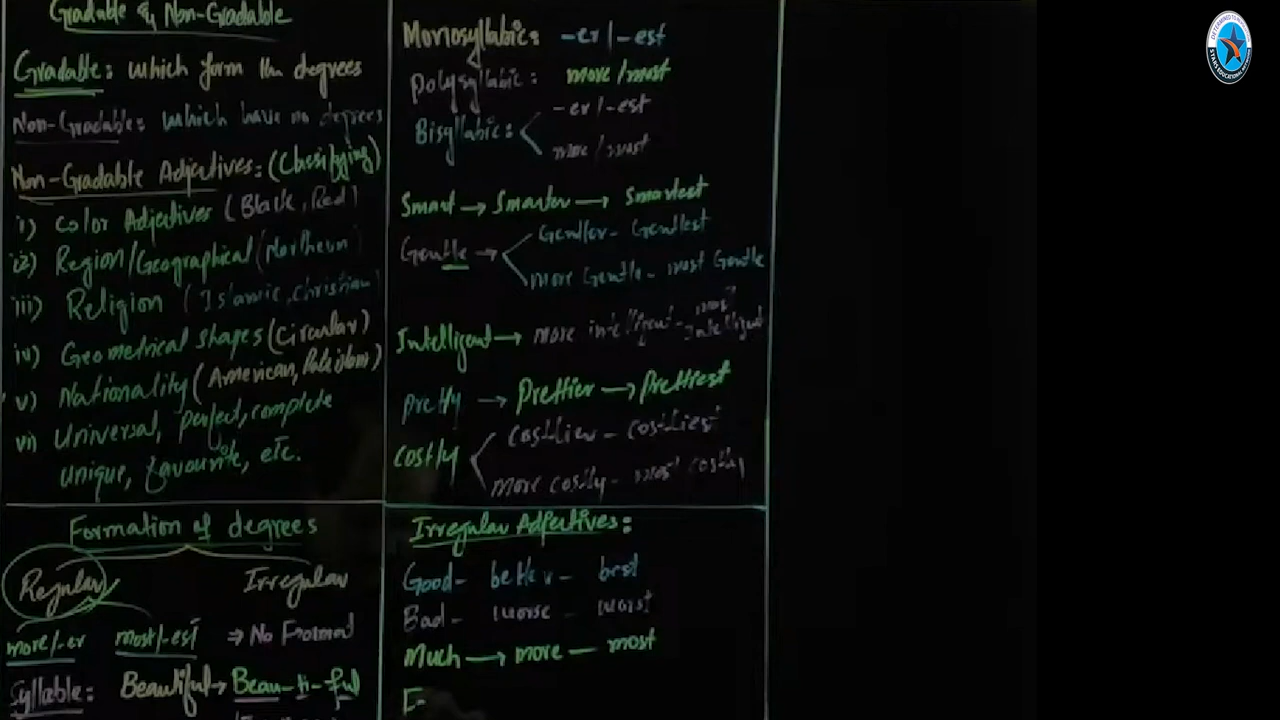 Gradable & Non-Gradable
Gradable: which form the degrees
Non-Gradable: which have no degrees
Non-Gradable Adjectives: (Classifying)
i) Color Adjectives (Black, Red)
ii) Region/Geographical (Northern)
iii) Religion (Islamic, Christian
iv) Geometrical shapes (Circular)
v) Nationality (American, Pakistani)
vi) Universal, perfect, complete
unique, favourite, etc.
Formation of degrees
Regular Irregular
more/-er most/-est ⇒ No Format
Syllable: Beautiful → Beau-ti-ful
Monosyllabic: -er/-est
Polysyllabic: more/most
Bisyllabic: -er/-est
more/most
Smart → Smarter → Smartest
Gentle → Gentler - Gentlest
more Gentle - most Gentle
Intelligent → more intelligent - most
Intelligent
Pretty → Prettier → Prettiest
Costly Costlier - costliest
More costly - most costly
Irregular Adjectives:
Good - better - best
Bad - worse - worst
Much → more - most
STARS EDUCATIONAL